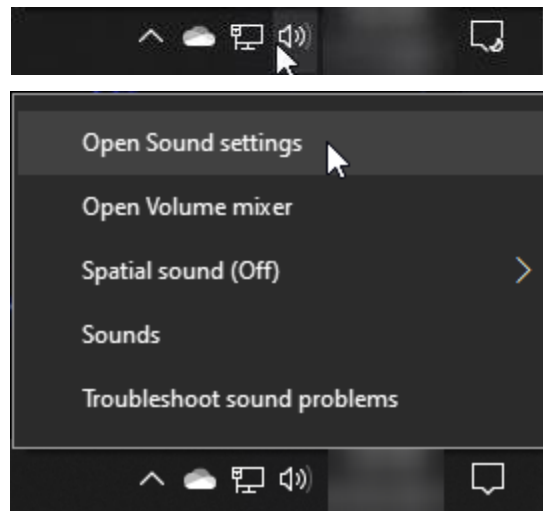 Open Sound settings
Open Volume mixer
Spatial sound (Off)
Sounds
Troubleshoot sound problems